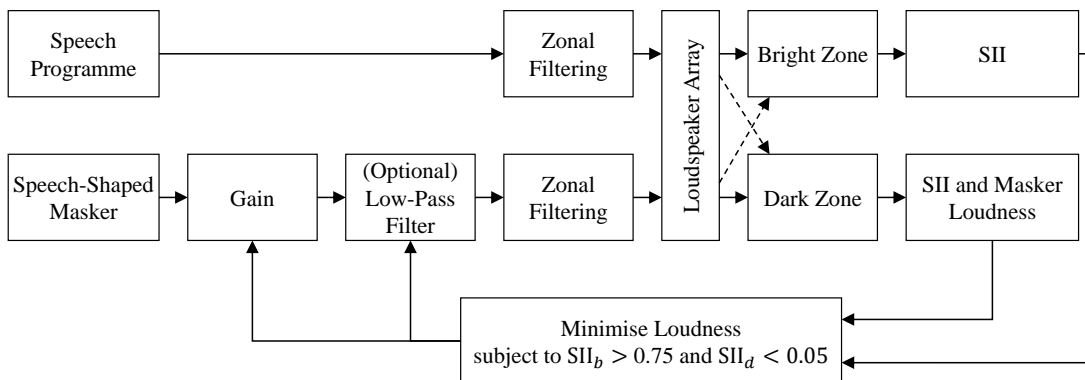 Speech
Programme
Zonal
Filtering
Loudspeaker Array
Bright Zone
SII
Speech-Shaped
Masker
Gain
(Optional)
Low-Pass
Filter
Zonal
Filtering
Dark Zone
SII and Masker
Loudness
Minimise Loudness
subject to SII_b > 0.75 and SII_d < 0.05